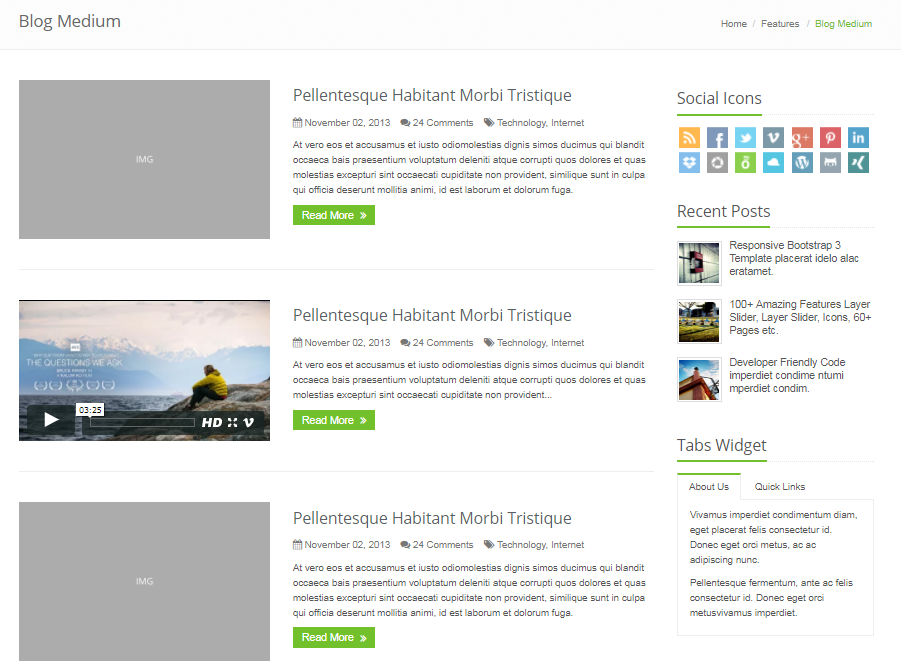 Blog Medium
Home / Features / Blog Medium
IMG
Pellentesque Habitant Morbi Tristique
November 02, 2013 24 Comments Technology, Internet
At vero eos et accusamus et iusto odiomolestias dignis simos ducimus qui blandit
occaeca bais praesentium voluptatum deleniti atque corrupti quos dolores et quas
molestias excepturi sint occaecati cupiditate non provident, similique sunt in culpa
qui officia deserunt mollitia animi, id est laborum et dolorum fuga.
Read More »
THE QUESTIONS WE ASK
03:25
HD
Pellentesque Habitant Morbi Tristique
November 02, 2013 24 Comments Technology, Internet
At vero eos et accusamus et iusto odiomolestias dignis simos ducimus qui blandit
occaeca bais praesentium voluptatum deleniti atque corrupti quos dolores et quas
molestias excepturi sint occaecati cupiditate non provident...
Read More »
IMG
Pellentesque Habitant Morbi Tristique
November 02, 2013 24 Comments Technology, Internet
At vero eos et accusamus et iusto odiomolestias dignis simos ducimus qui blandit
occaeca bais praesentium voluptatum deleniti atque corrupti quos dolores et quas
molestias excepturi sint occaecati cupiditate non provident, similique sunt in culpa
qui officia deserunt mollitia animi, id est laborum et dolorum fuga.
Read More »
Social Icons
Recent Posts
Responsive Bootstrap 3
Template placerat idelo alac
eratamet.
100+ Amazing Features Layer
Slider, Layer Slider, Icons, 60+
Pages etc.
Developer Friendly Code
imperdiet condime ntumi
mperdiet condim.
Tabs Widget
About Us Quick Links
Vivamus imperdiet condimentum diam,
eget placerat felis consectetur id.
Donec eget orci metus, ac ac
adipiscing nunc.
Pellentesque fermentum, ante ac felis
consectetur id. Donec eget orci
metusvivamus imperdiet.